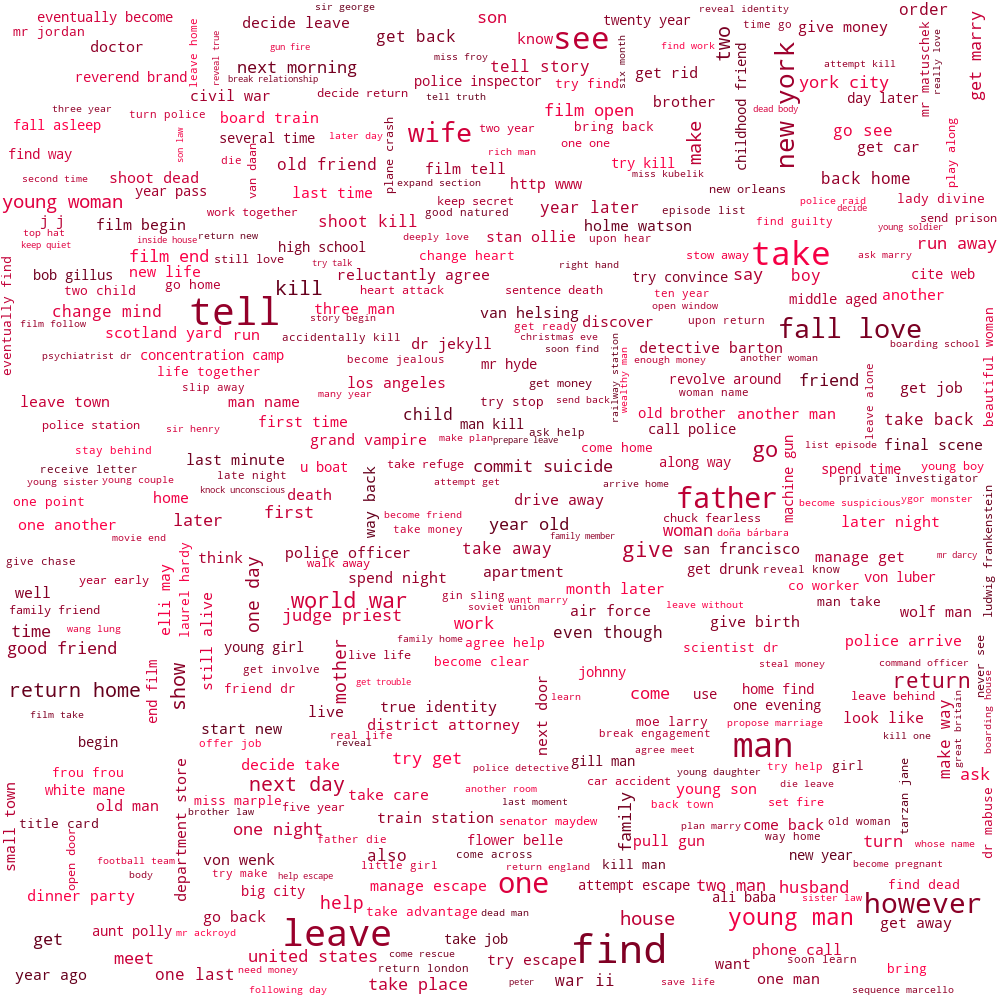 eventually become
sir george
son
twenty year
reveal identity
order
mr jordan
decide leave
get back
know
see
two
time go
give money
get marry
doctor
leave home
reveal true
gun fire
miss froy
six month
find work
childhood friend
new york
attempt kill
mr matuschek
really love
reverend brand
next morning
break relationship
tell story
police inspector
try find
get rid
york city
civil war
decide return
tell truth
film open
brother
dead body
day later
three year
turn police
board train
fall asleep
several time
later day
plane crash
wife
two year
bring back
make
go see
play along
find way
son law
die
van daan
old friend
rich man
one one
try kill
get car
second time
shoot dead
film tell
miss kubelik
back home
year pass
last time
expand section
http www
new orleans
young woman
keep secret
police raid
lady divine
j j
work together
shoot kill
good natured
year later
episode list
decide
send prison
top hat
film begin
return new
deeply love
stan ollie
holme watson
find guilty
young soldier
keep quiet
inside house
high school
upon hear
take
run away
eventually find
film end
still love
try talk
change heart
right hand
stow away
ask marry
bob gillus
new life
go home
kill
reluctantly agree
try convince
say
boy
cite web
two child
heart attack
sentence death
ten year
middle aged
another
change mind
tell
story begin
three man
van helsing
open window
film follow
get ready
discover
upon return
fall love
beautiful woman
scotland yard
run
accidentally kill
dr jekyll
christmas eve
soon find
railway station
wealthy man
detective barton
boarding school
psychiatrist dr
concentration camp
become jealous
mr hyde
enough money
another woman
life together
slip away
los angeles
get money
revolve around
friend
leave alone
get job
leave town
man name
many year
try stop
send back
woman name
police station
sir henry
first time
child
man kill
ask help
old brother
another man
take back
stay behind
grand vampire
make plan
prepare leave
call police
come home
go
machine gun
list episode
final scene
receive letter
last minute
u boat
take refuge
commit suicide
along way
spend time
young boy
young sister
young couple
late night
way back
attempt get
arrive home
private investigator
one point
home
knock unconscious
death
drive away
father
become suspicious
ygor monster
ludwig frankenstein
one another
later
first
become friend
year old
chuck fearless
later night
movie end
take money
family member
woman
doña bárbara
give chase
think
police officer
take away
give
san francisco
manage get
mr darcy
year early
elli may
laurel hardy
one day
walk away
spend night
apartment
get drunk
reveal know
von luber
well
month later
co worker
family friend
world war
gin sling
want marry
air force
leave without
man take
wolf man
time
wang lung
still alive
judge priest
soviet union
work
even though
give birth
good friend
young girl
mother
family home
agree help
scientist dr
police arrive
never see
end film
show
get involve
live life
become clear
johnny
steal money
command officer
return home
friend dr
get trouble
learn
come
use
home find
return
boarding house
film take
live
true identity
next door
one evening
leave behind
start new
district attorney
moe larry
propose marriage
look like
make way
great britain
begin
offer job
real life
reveal
break engagement
kill one
decide take
try get
agree meet
man
tarzan jane
dr mabuse
frou frou
department store
next day
police detective
gill man
young daughter
try help
girl
ask
small town
white mane
miss marple
take care
another room
car accident
young son
die leave
old man
five year
last moment
back town
set fire
title card
brother law
one night
train station
senator maydew
family
plan marry
come back
old woman
open door
father die
flower belle
pull gun
way home
turn
whose name
football team
von wenk
also
come across
new year
body
try make
help escape
little girl
return england
kill man
become pregnant
dinner party
big city
manage escape
one
attempt escape
two man
husband
find dead
help
ali baba
sister law
however
go back
take advantage
dead man
house
young man
get away
aunt polly
mr ackroyd
leave
take job
find
get
meet
united states
come rescue
try escape
phone call
want
soon learn
year ago
one last
need money
return london
war ii
bring
following day
take place
peter
save life
one man
sequence marcello